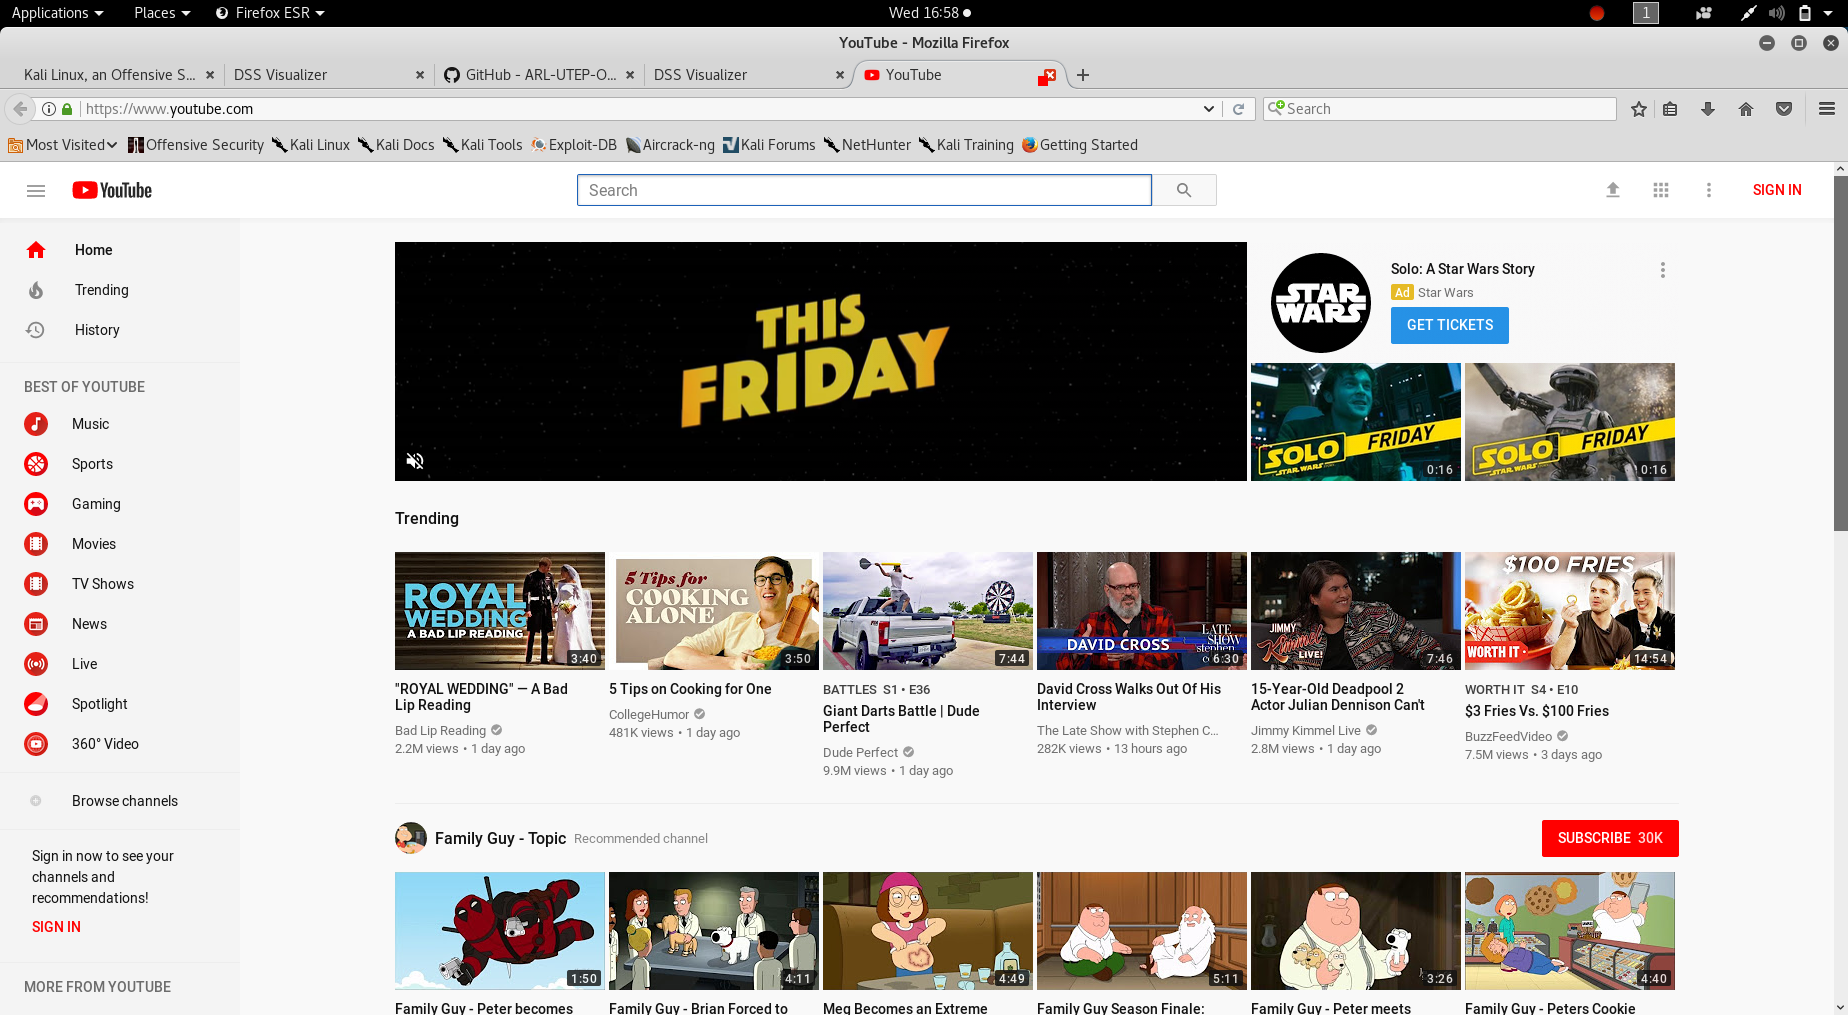 Applications Places Firefox ESR Wed 16:58 1
YouTube - Mozilla Firefox
Kali Linux, an Offensive S... DSS Visualizer GitHub - ARL-UTEP-O... DSS Visualizer YouTube
https://www.youtube.com Search
Most Visited Offensive Security Kali Linux Kali Docs Kali Tools Exploit-DB Aircrack-ng Kali Forums NetHunter Kali Training Getting Started
YouTube Search SIGN IN
Home
Trending
History
BEST OF YOUTUBE
Music
Sports
Gaming
Movies
TV Shows
News
Live
Spotlight
360° Video
Browse channels
Sign in now to see your
channels and
recommendations!
SIGN IN
MORE FROM YOUTUBE
THIS
FRIDAY
STAR
WARS
Solo: A Star Wars Story
Ad Star Wars
GET TICKETS
SOLO FRIDAY
STAR WARS
0:16
SOLO FRIDAY
STAR WARS
0:16
Trending
ROYAL
WEDDING
A BAD LIP READING
3:40
"ROYAL WEDDING" — A Bad
Lip Reading
Bad Lip Reading
2.2M views • 1 day ago
5 Tips for
COOKING
ALONE
3:50
5 Tips on Cooking for One
CollegeHumor
481K views • 1 day ago
7:44
BATTLES S1 • E36
Giant Darts Battle | Dude
Perfect
Dude Perfect
9.9M views • 1 day ago
DAVID CROSS
LATE
SHOW
stephen
6:30
David Cross Walks Out Of His
Interview
The Late Show with Stephen C...
282K views • 13 hours ago
JIMMY
Kimmel
LIVE!
7:46
15-Year-Old Deadpool 2
Actor Julian Dennison Can't
Jimmy Kimmel Live
2.8M views • 1 day ago
$100 FRIES
WORTH IT
14:54
WORTH IT S4 • E10
$3 Fries Vs. $100 Fries
BuzzFeedVideo
7.5M views • 3 days ago
Family Guy - Topic Recommended channel
SUBSCRIBE 30K
1:50
4:11
4:49
5:11
3:26
4:40
Family Guy - Peter becomes
Family Guy - Brian Forced to
Meg Becomes an Extreme
Family Guy Season Finale:
Family Guy - Peter meets
Family Guy - Peters Cookie